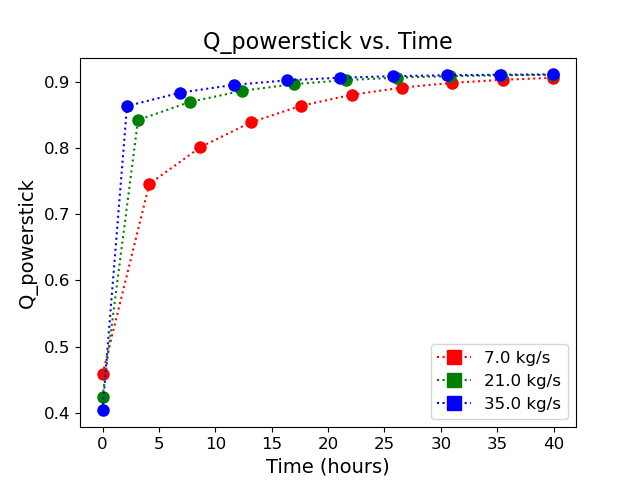 Q_powerstick vs. Time
Q_powerstick
0.9
0.8
0.7
0.6
0.5
0.4
0 5 10 15 20 25 30 35 40
Time (hours)
7.0 kg/s
21.0 kg/s
35.0 kg/s